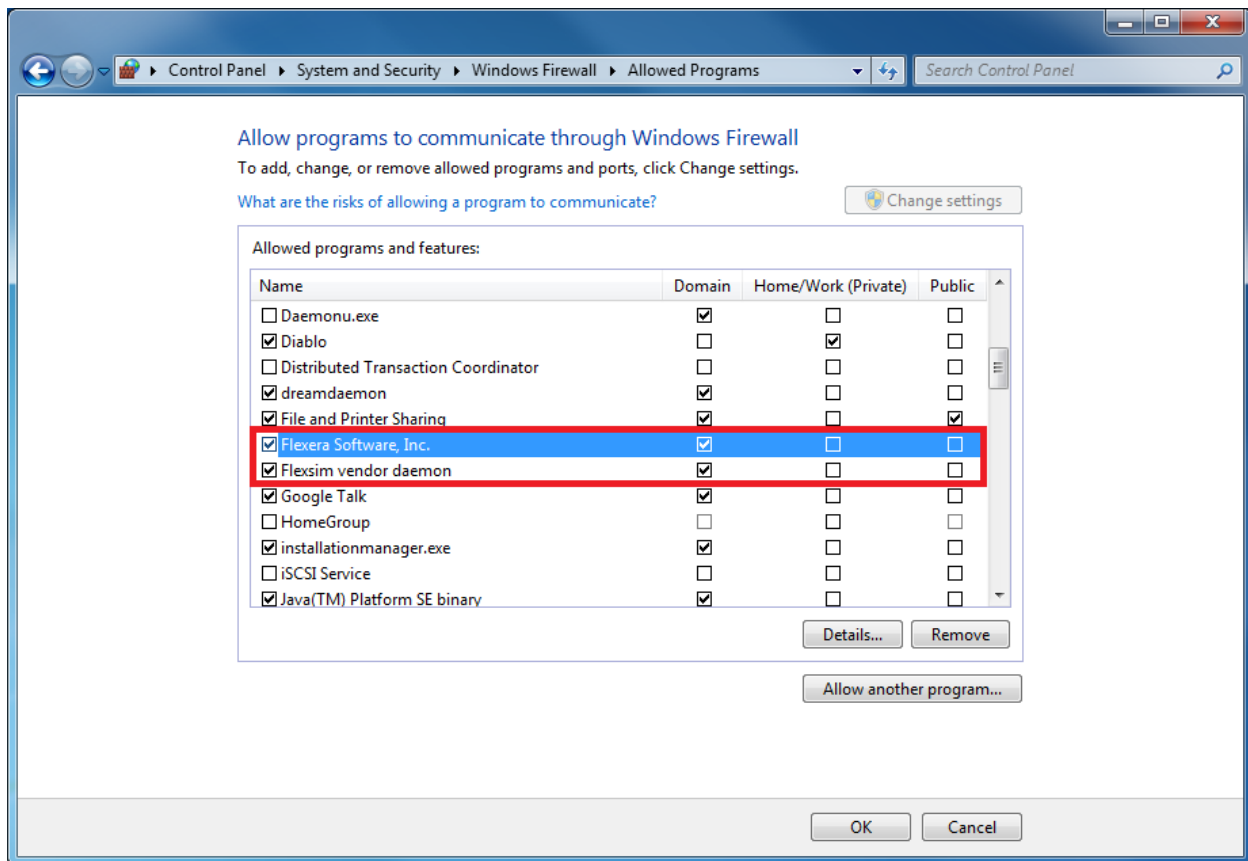 Control Panel System and Security Windows Firewall Allowed Programs Search Control Panel
Allow programs to communicate through Windows Firewall
To add, change, or remove allowed programs and ports, click Change settings.
What are the risks of allowing a program to communicate? Change settings
Allowed programs and features:
Name Domain Home/Work (Private) Public
Daemonu.exe
Diablo
Distributed Transaction Coordinator
dreamdaemon
File and Printer Sharing
Flexera Software, Inc.
Flexsim vendor daemon
Google Talk
HomeGroup
installationmanager.exe
iSCSI Service
Java(TM) Platform SE binary
Details... Remove
Allow another program...
OK Cancel